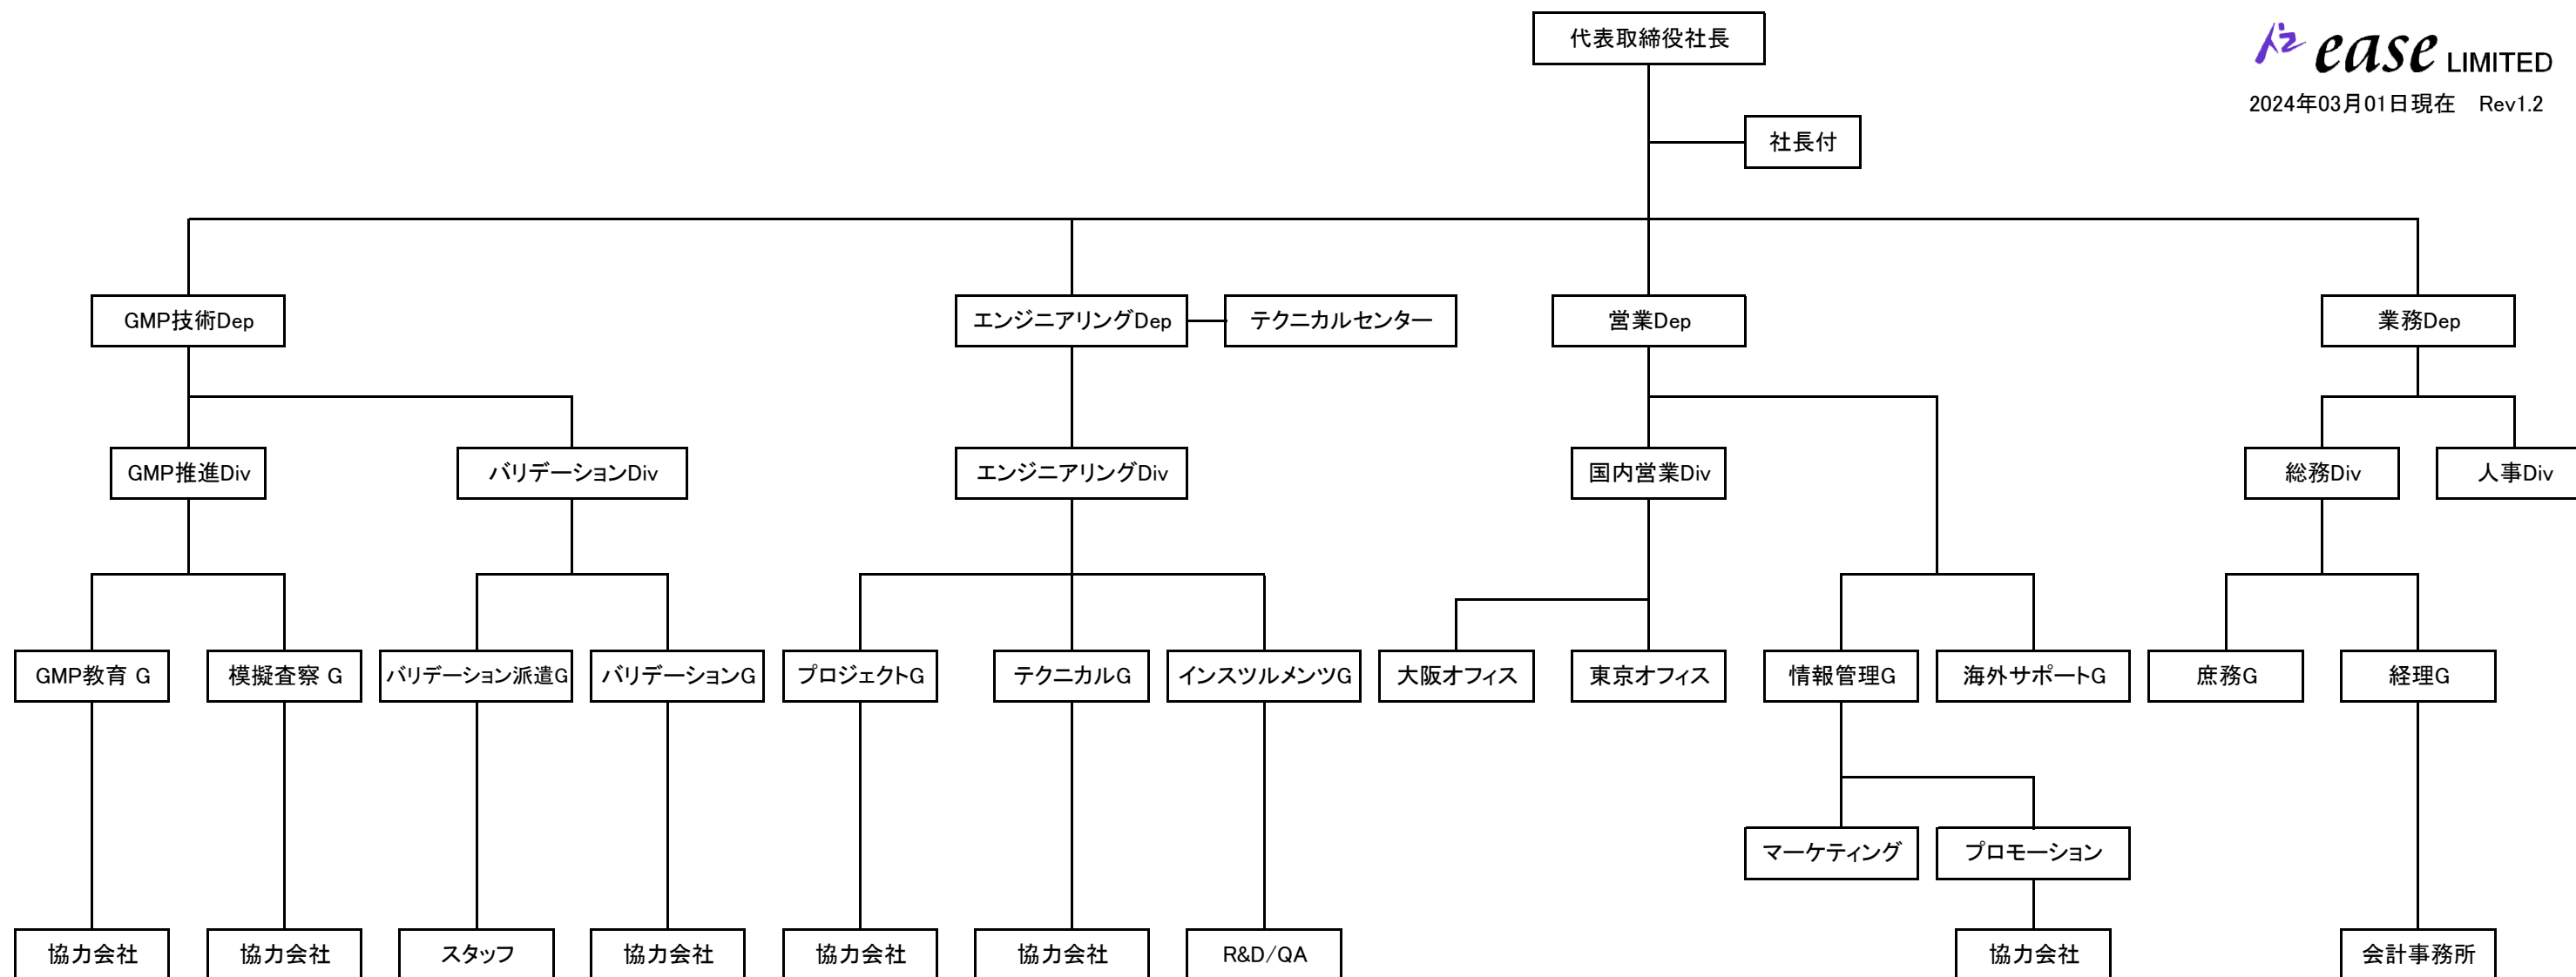 代表取締役社長
ease LIMITED
2024年03月01日現在　Rev1.2
社長付
GMP技術Dep
エンジニアリングDep
テクニカルセンター
営業Dep
業務Dep
GMP推進Div
バリデーションDiv
エンジニアリングDiv
国内営業Div
総務Div
人事Div
GMP教育 G
模擬査察 G
バリデーション派遣G
バリデーションG
プロジェクトG
テクニカルG
インスツルメンツG
大阪オフィス
東京オフィス
情報管理G
海外サポートG
庶務G
経理G
マーケティング
プロモーション
協力会社
協力会社
スタッフ
協力会社
協力会社
協力会社
R&D/QA
協力会社
会計事務所